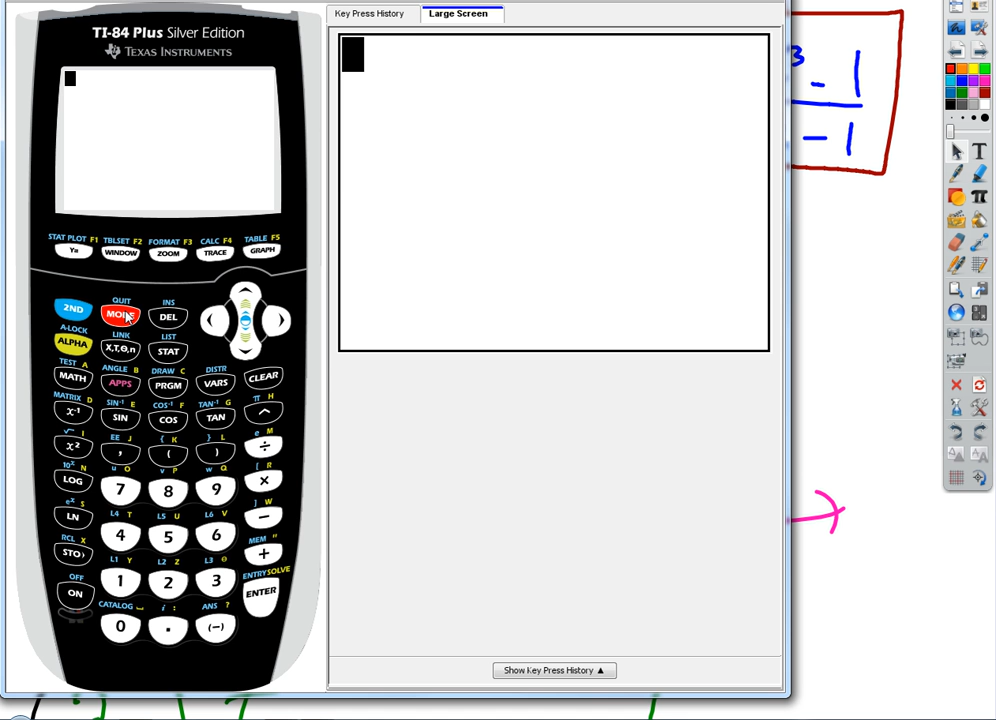 Key Press History
Large Screen
TI-84 Plus Silver Edition
TEXAS INSTRUMENTS
³ - 1
- 1
STAT PLOT F1 TBLSET F2 FORMAT F3 CALC F4 TABLE F5
Y= WINDOW ZOOM TRACE GRAPH
QUIT INS
2ND MODE DEL
A-LOCK LINK LIST
ALPHA X,T,Θ,n STAT
TEST A ANGLE B DRAW C DISTR
MATH APPS PRGM VARS CLEAR
MATRIX D SIN⁻¹ E COS⁻¹ F TAN⁻¹ G π H
x⁻¹ SIN COS TAN ^
√ I EE J { K } L e M
x² , ( ) ÷
10ˣ N u O v P w Q [ R
LOG 7 8 9 ×
eˣ S L4 T L5 U L6 V ] W
LN 4 5 6 −
RCL X L1 Y L2 Z L3 θ MEM "
STO› 1 2 3 +
OFF CATALOG ␣ i : ANS ? ENTRY SOLVE
ON 0 . (−) ENTER
Show Key Press History ▲
T
π
A A